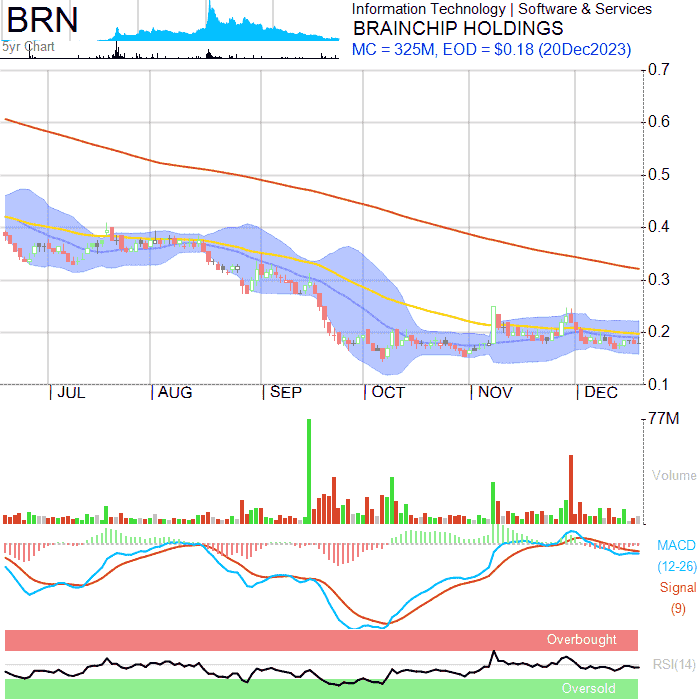 BRN
5yr Chart
Information Technology | Software & Services
BRAINCHIP HOLDINGS
MC = 325M, EOD = $0.18 (20Dec2023)
0.7
0.6
0.5
0.4
0.3
0.2
0.1
JUL AUG SEP OCT NOV DEC
77M
Volume
MACD
(12-26)
Signal
(9)
Overbought
RSI(14)
Oversold